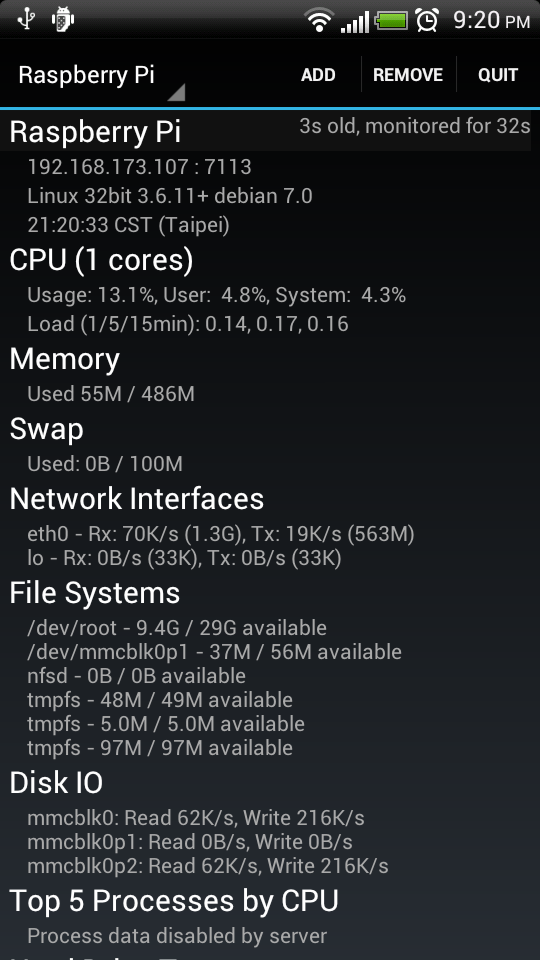 9:20 PM
Raspberry Pi
ADD
REMOVE
QUIT
Raspberry Pi
3s old, monitored for 32s
192.168.173.107 : 7113
Linux 32bit 3.6.11+ debian 7.0
21:20:33 CST (Taipei)
CPU (1 cores)
Usage: 13.1%, User:  4.8%, System:  4.3%
Load (1/5/15min): 0.14, 0.17, 0.16
Memory
Used 55M / 486M
Swap
Used: 0B / 100M
Network Interfaces
eth0 - Rx: 70K/s (1.3G), Tx: 19K/s (563M)
lo - Rx: 0B/s (33K), Tx: 0B/s (33K)
File Systems
/dev/root - 9.4G / 29G available
/dev/mmcblk0p1 - 37M / 56M available
nfsd - 0B / 0B available
tmpfs - 48M / 49M available
tmpfs - 5.0M / 5.0M available
tmpfs - 97M / 97M available
Disk IO
mmcblk0: Read 62K/s, Write 216K/s
mmcblk0p1: Read 0B/s, Write 0B/s
mmcblk0p2: Read 62K/s, Write 216K/s
Top 5 Processes by CPU
Process data disabled by server